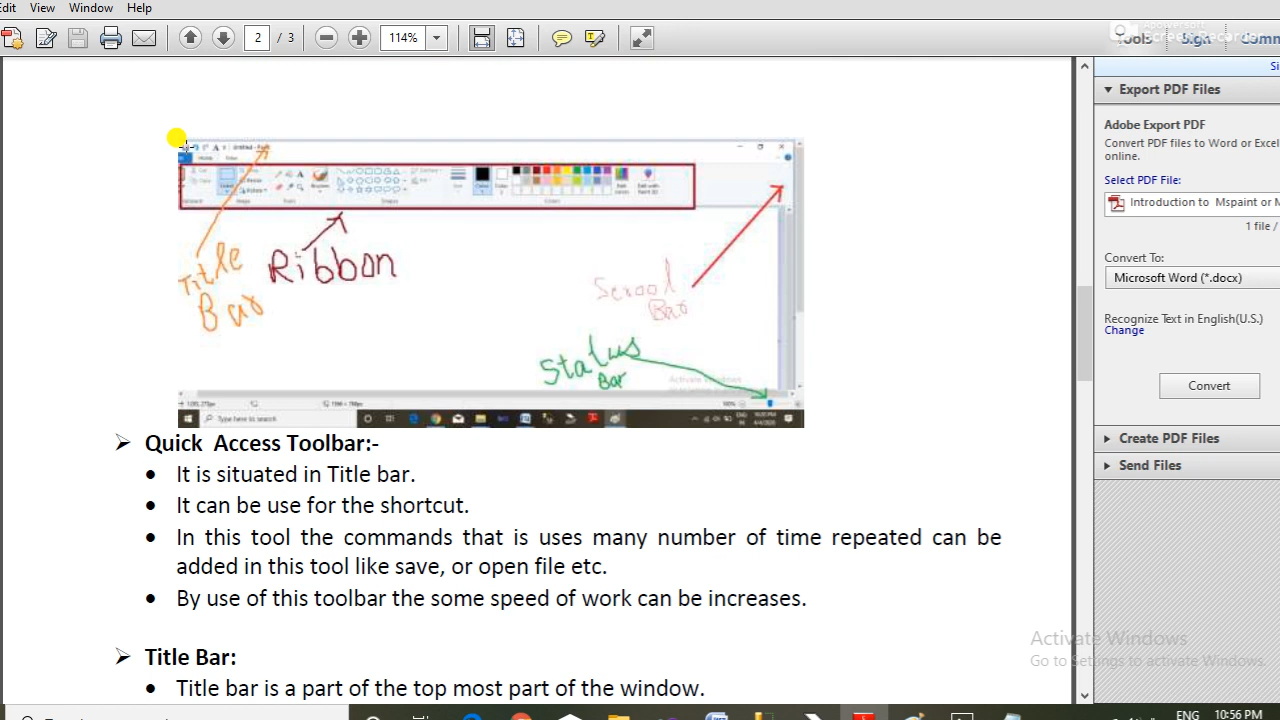 Edit View Window Help
2 / 3 114% Tools Sign Comm
Export PDF Files
Adobe Export PDF
Convert PDF files to Word or Excel
online.
Select PDF File:
Introduction to Mspaint or M
1 file /
Convert To:
Microsoft Word (*.docx)
Recognize Text in English(U.S.)
Change
Convert
Create PDF Files
Send Files
Title
Bar
Ribbon
Scrool
Bar
Status
Bar
Activate Windows
Type here to search
Quick Access Toolbar:-
It is situated in Title bar.
It can be use for the shortcut.
In this tool the commands that is uses many number of time repeated can be
added in this tool like save, or open file etc.
By use of this toolbar the some speed of work can be increases.
Activate Windows
Go to Settings to activate Windows.
Title Bar:
Title bar is a part of the top most part of the window.
ENG 10:56 PM